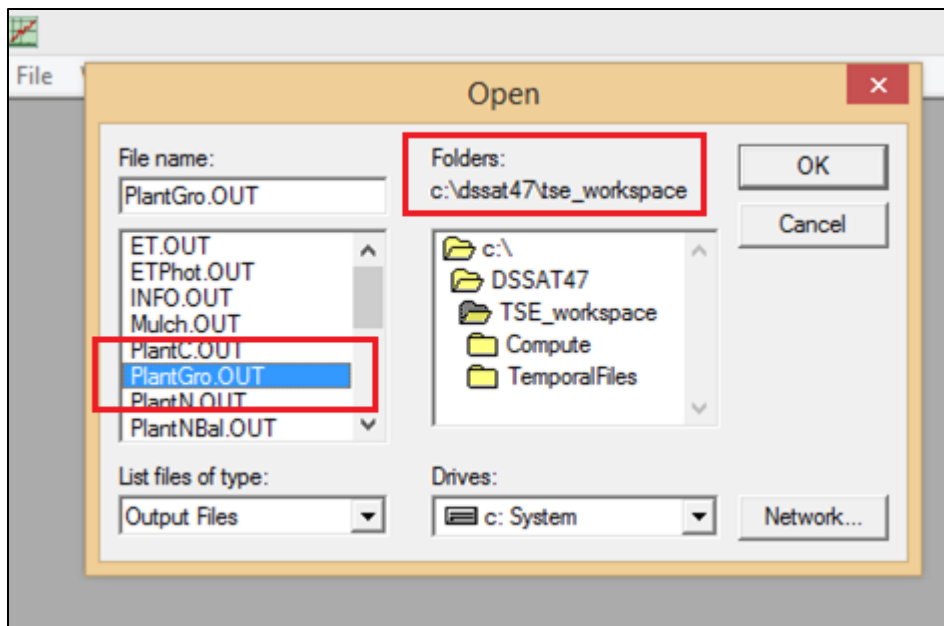 File
Open
File name:
PlantGro.OUT
ET.OUT
ETPhot.OUT
INFO.OUT
Mulch.OUT
PlantC.OUT
PlantGro.OUT
PlantN.OUT
PlantNBal.OUT
List files of type:
Output Files
Folders:
c:\dssat47\tse_workspace
c:\
DSSAT47
TSE_workspace
Compute
TemporalFiles
Drives:
c: System
OK
Cancel
Network...